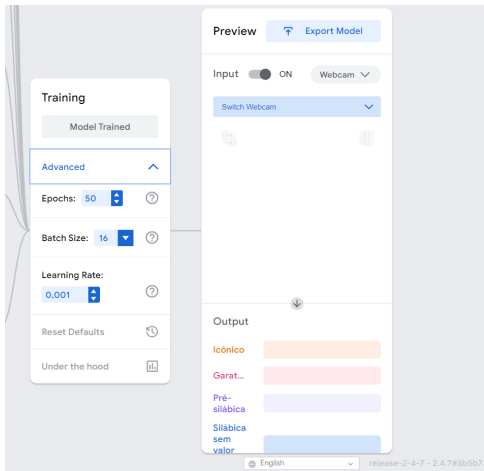 Training
Model Trained
Advanced
Epochs: 50
Batch Size: 16
Learning Rate:
0,001
Reset Defaults
Under the hood
Preview
Export Model
Input ON Webcam
Switch Webcam
Output
Icônico
Garat...
Pré-
silábica
Silábica
sem
valor
English
release-2-4-7 - 2.4.7#5b5b7